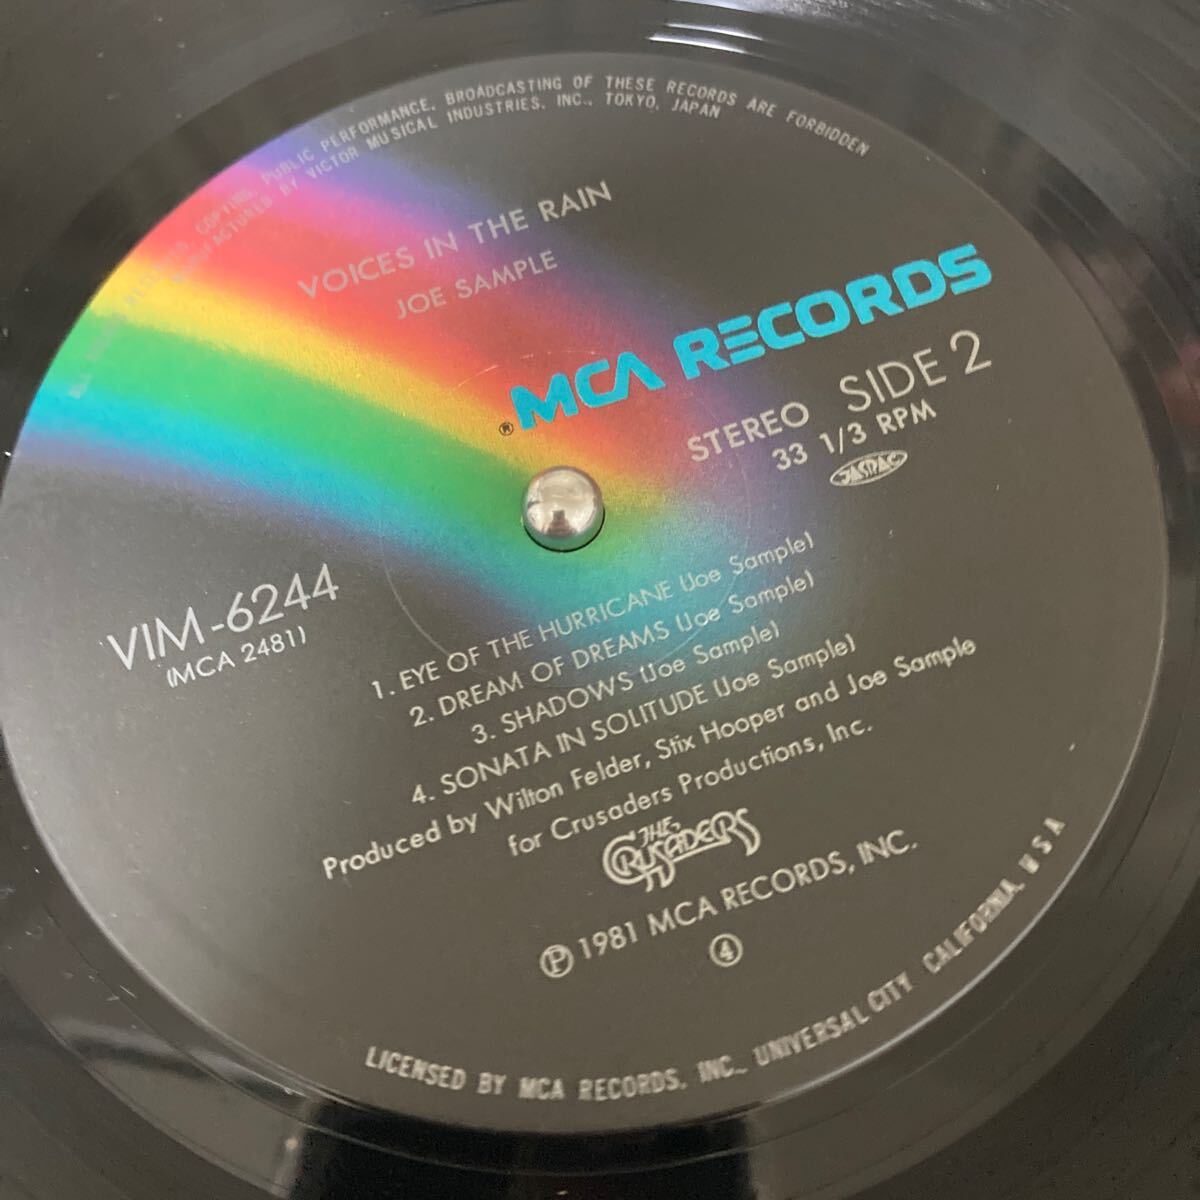 ALL RIGHTS RESERVED, COPYING, PUBLIC PERFORMANCE, BROADCASTING OF THESE RECORDS ARE FORBIDDEN
MANUFACTURED BY VICTOR MUSICAL INDUSTRIES, INC., TOKYO, JAPAN
VOICES IN THE RAIN
JOE SAMPLE
® MCA RECORDS
STEREO SIDE 2
33 1/3 RPM
JASRAC
VIM-6244
(MCA 2481)
1. EYE OF THE HURRICANE (Joe Sample)
2. DREAM OF DREAMS (Joe Sample)
3. SHADOWS (Joe Sample)
4. SONATA IN SOLITUDE (Joe Sample)
Produced by Wilton Felder, Stix Hooper and Joe Sample
for Crusaders Productions, Inc.
THE CRUSADERS
℗ 1981 MCA RECORDS, INC.
④
LICENSED BY MCA RECORDS, INC., UNIVERSAL CITY, CALIFORNIA, U S A